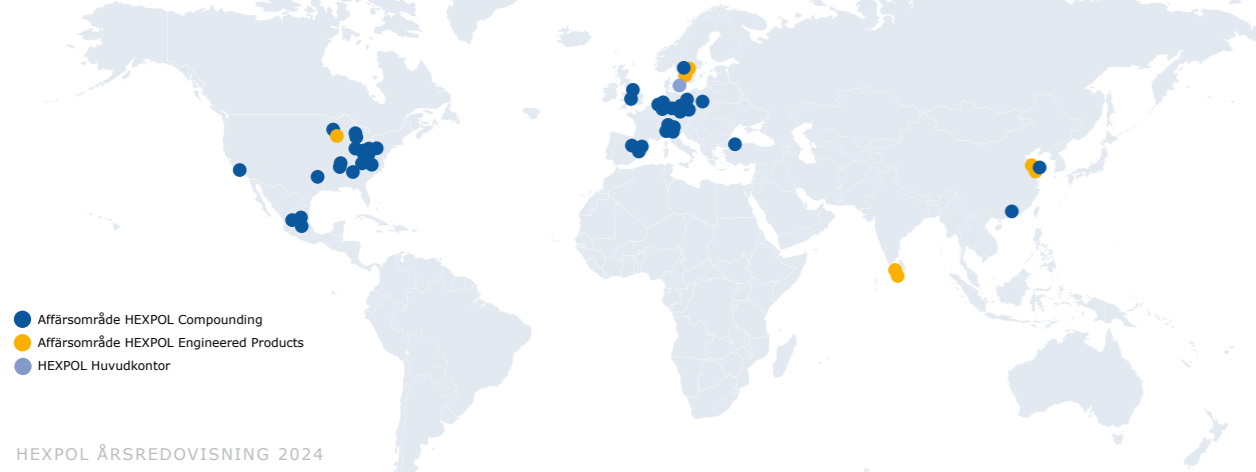 Affärsområde HEXPOL Compounding
Affärsområde HEXPOL Engineered Products
HEXPOL Huvudkontor
HEXPOL ÅRSREDOVISNING 2024